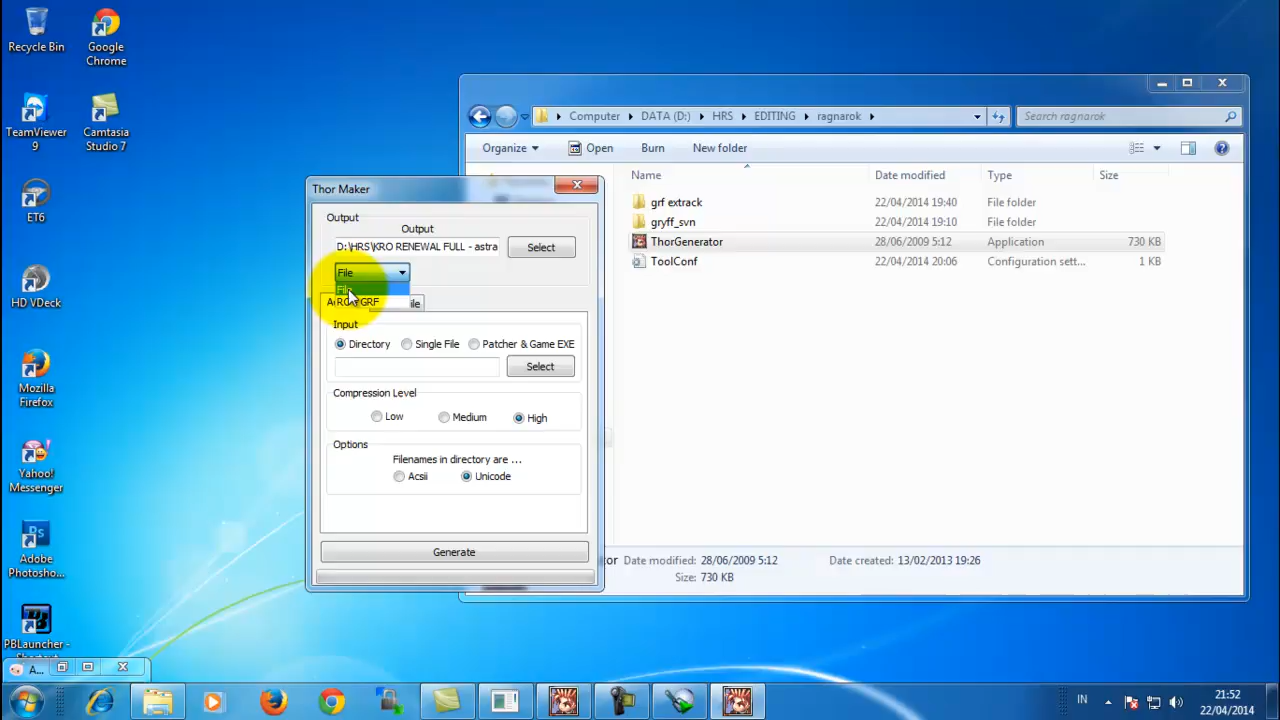 Recycle Bin
Google
Chrome
TeamViewer
9
Camtasia
Studio 7
ET6
HD VDeck
Mozilla
Firefox
Yahoo!
Messenger
Adobe
Photosho...
PBLauncher -
A...
Thor Maker
Output
Output
D:\HRS\KRO RENEWAL FULL - astra
Select
File
File
GRF
ile
Input
Directory
Single File
Patcher & Game EXE
Select
Compression Level
Low
Medium
High
Options
Filenames in directory are ...
Acsii
Unicode
Generate
Computer
DATA (D:)
HRS
EDITING
ragnarok
Search ragnarok
Organize
Open
Burn
New folder
Name
Date modified
Type
Size
grf extrack
22/04/2014 19:40
File folder
gryff_svn
22/04/2014 19:10
File folder
ThorGenerator
28/06/2009 5:12
Application
730 KB
ToolConf
22/04/2014 20:06
Configuration sett...
1 KB
or Date modified: 28/06/2009 5:12
Date created: 13/02/2013 19:26
Size: 730 KB
IN
21:52
22/04/2014